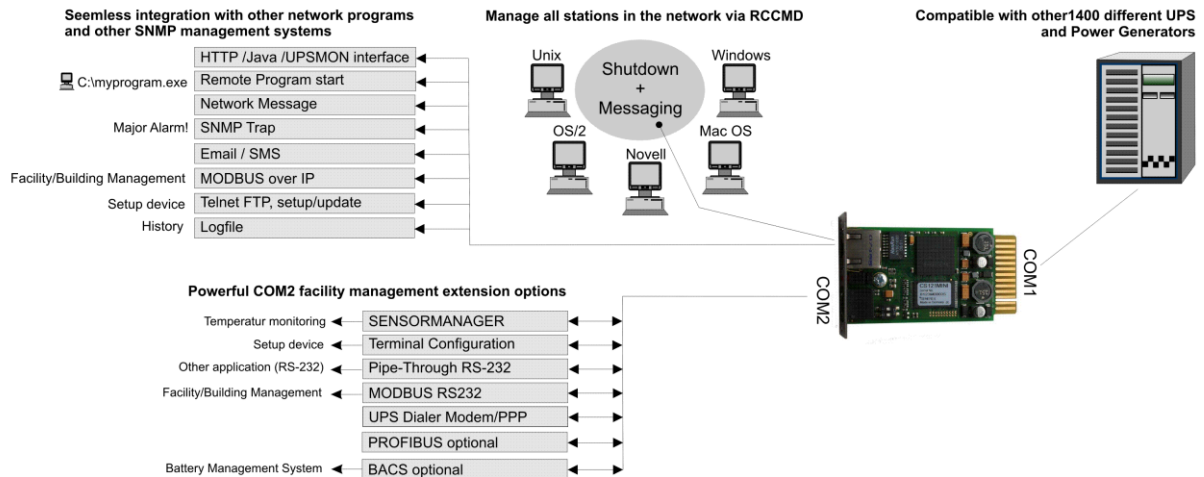 Seemless integration with other network programs
and other SNMP management systems
HTTP /Java /UPSMON interface
C:\myprogram.exe Remote Program start
Network Message
Major Alarm! SNMP Trap
Email / SMS
Facility/Building Management MODBUS over IP
Setup device Telnet FTP, setup/update
History Logfile
Manage all stations in the network via RCCMD
Unix
Windows
Shutdown
+
Messaging
OS/2
Mac OS
Novell
Compatible with other1400 different UPS
and Power Generators
COM1
COM2
Powerful COM2 facility management extension options
Temperatur monitoring SENSORMANAGER
Setup device Terminal Configuration
Other application (RS-232) Pipe-Through RS-232
Facility/Building Management MODBUS RS232
UPS Dialer Modem/PPP
PROFIBUS optional
Battery Management System BACS optional